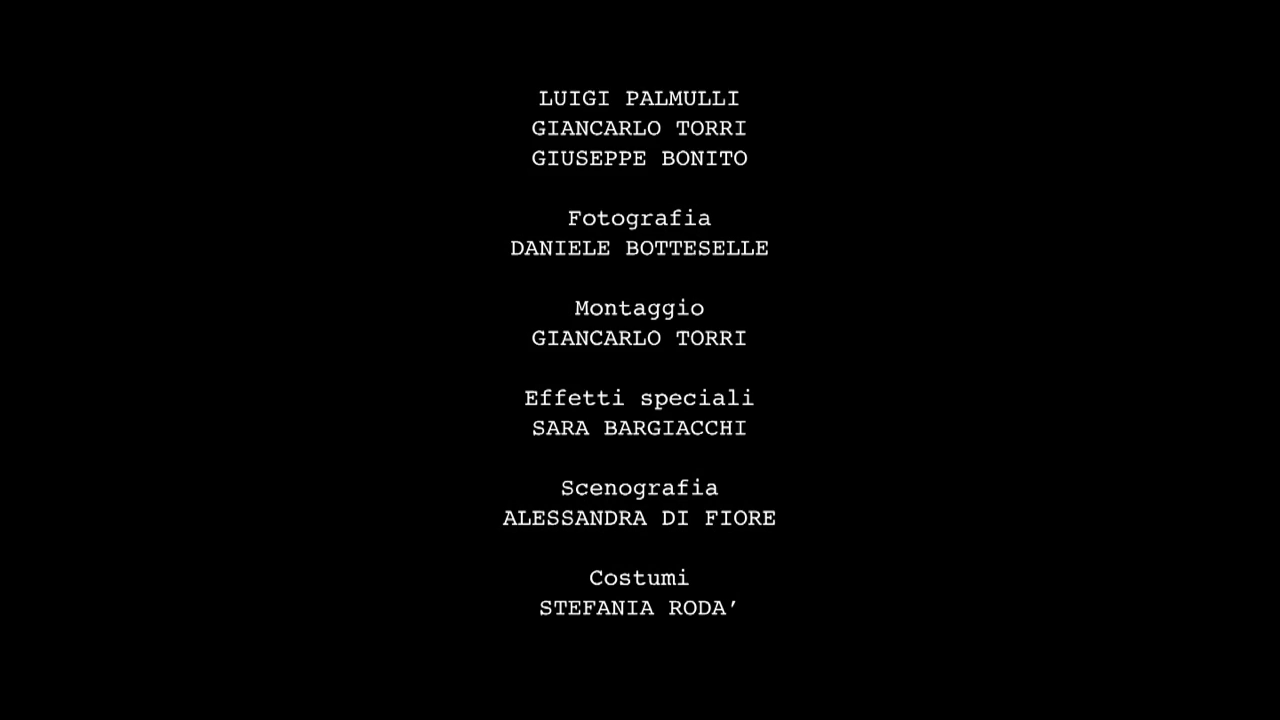 LUIGI PALMULLI
GIANCARLO TORRI
GIUSEPPE BONITO
Fotografia
DANIELE BOTTESELLE
Montaggio
GIANCARLO TORRI
Effetti speciali
SARA BARGIACCHI
Scenografia
ALESSANDRA DI FIORE
Costumi
STEFANIA RODA’